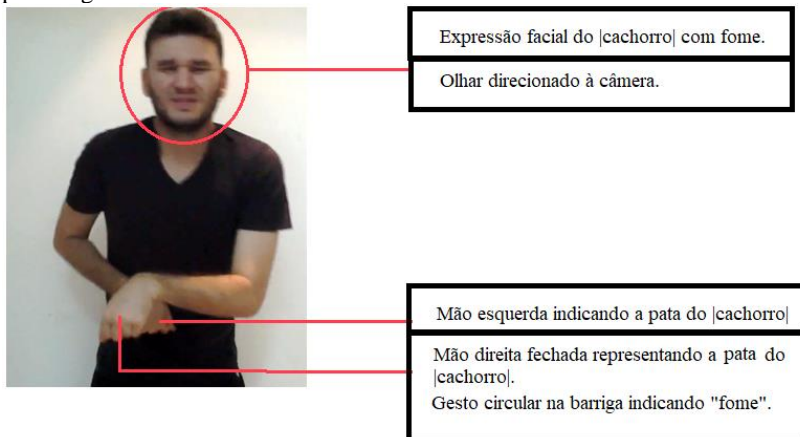 Expressão facial do |cachorro| com fome.
Olhar direcionado à câmera.
Mão esquerda indicando a pata do |cachorro|
Mão direita fechada representando a pata do
|cachorro|.
Gesto circular na barriga indicando "fome".